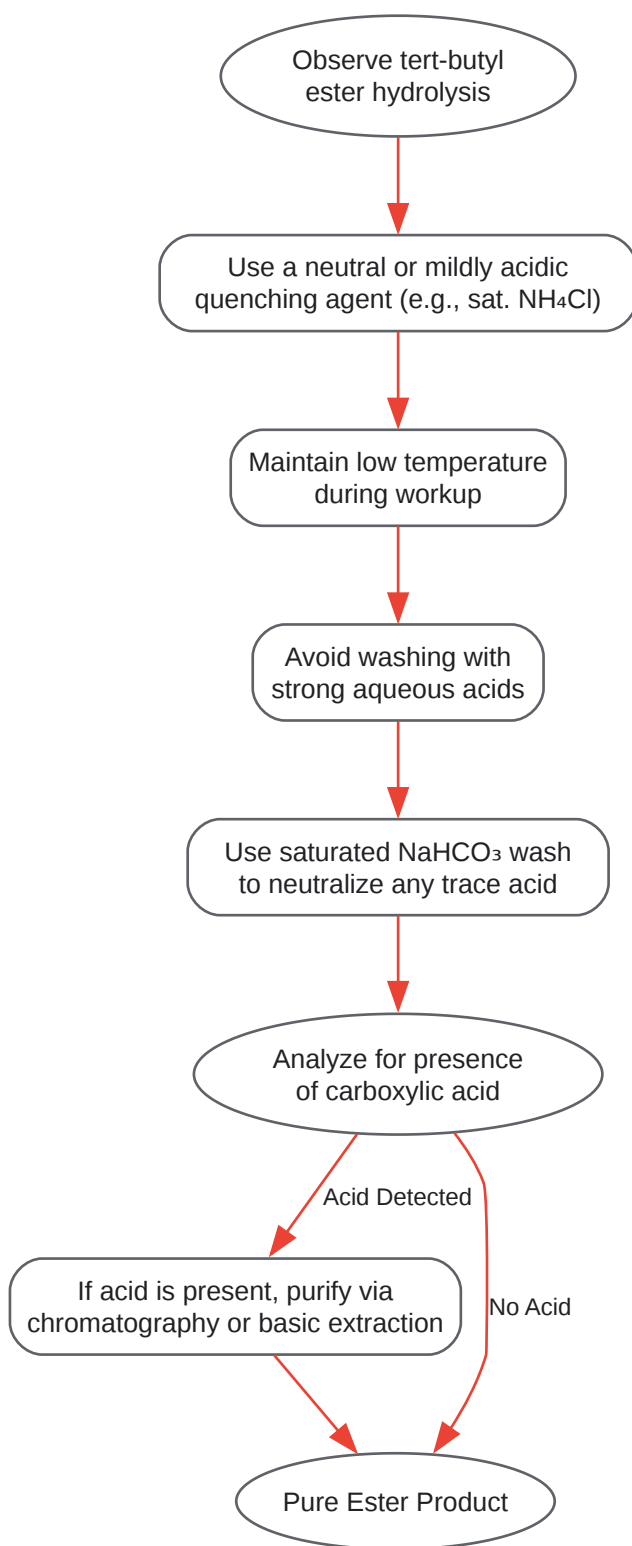 Observe tert-butyl
ester hydrolysis
Use a neutral or mildly acidic
quenching agent (e.g., sat. NH₄Cl)
Maintain low temperature
during workup
Avoid washing with
strong aqueous acids
Use saturated NaHCO₃ wash
to neutralize any trace acid
Analyze for presence
of carboxylic acid
Acid Detected
If acid is present, purify via
chromatography or basic extraction
No Acid
Pure Ester Product